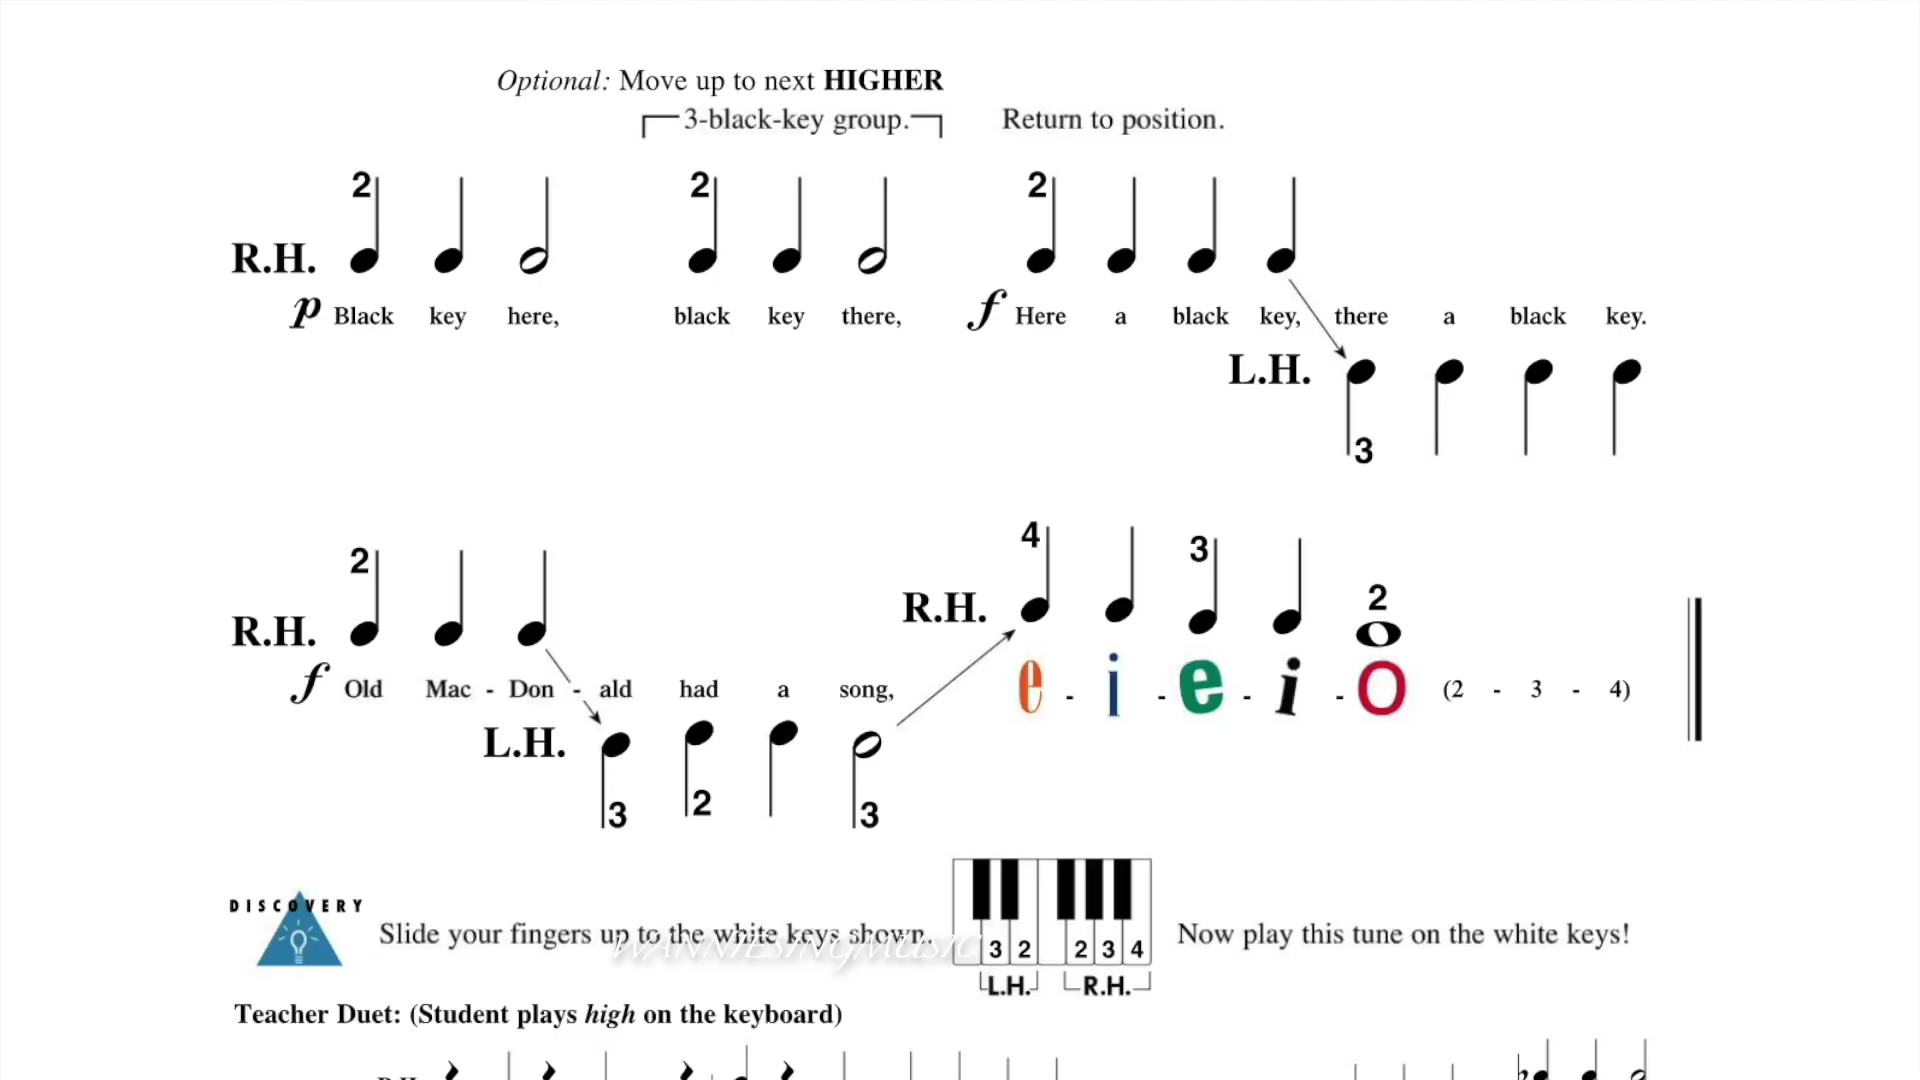 Optional: Move up to next HIGHER
3-black-key group. Return to position.
2 2 2
R.H.
p Black key here, black key there, f Here a black key, there a black key.
L.H.
3
4 3
2 2
R.H. R.H.
f Old Mac - Don - ald had a song, e - i - e - i - o (2 - 3 - 4)
L.H.
3 2 3
DISCOVERY
Slide your fingers up to the white keys shown. 3 2 2 3 4 Now play this tune on the white keys!
WANNIESINGMUSIC
L.H. R.H.
Teacher Duet: (Student plays high on the keyboard)